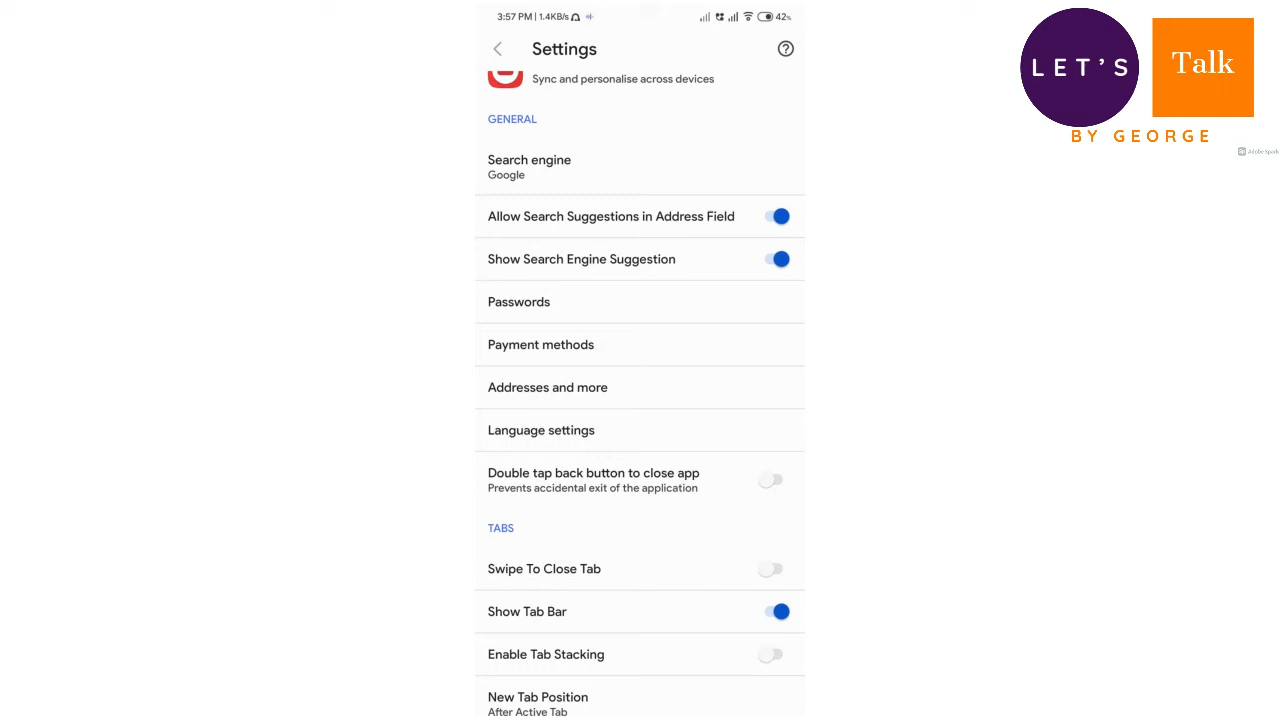 3:57 PM | 1.4KB/s
42%
Settings
Sync and personalise across devices
GENERAL
Search engine
Google
Allow Search Suggestions in Address Field
Show Search Engine Suggestion
Passwords
Payment methods
Addresses and more
Language settings
Double tap back button to close app
Prevents accidental exit of the application
TABS
Swipe To Close Tab
Show Tab Bar
Enable Tab Stacking
New Tab Position
After Active Tab
LET'S
Talk
BY GEORGE
Adobe Spark